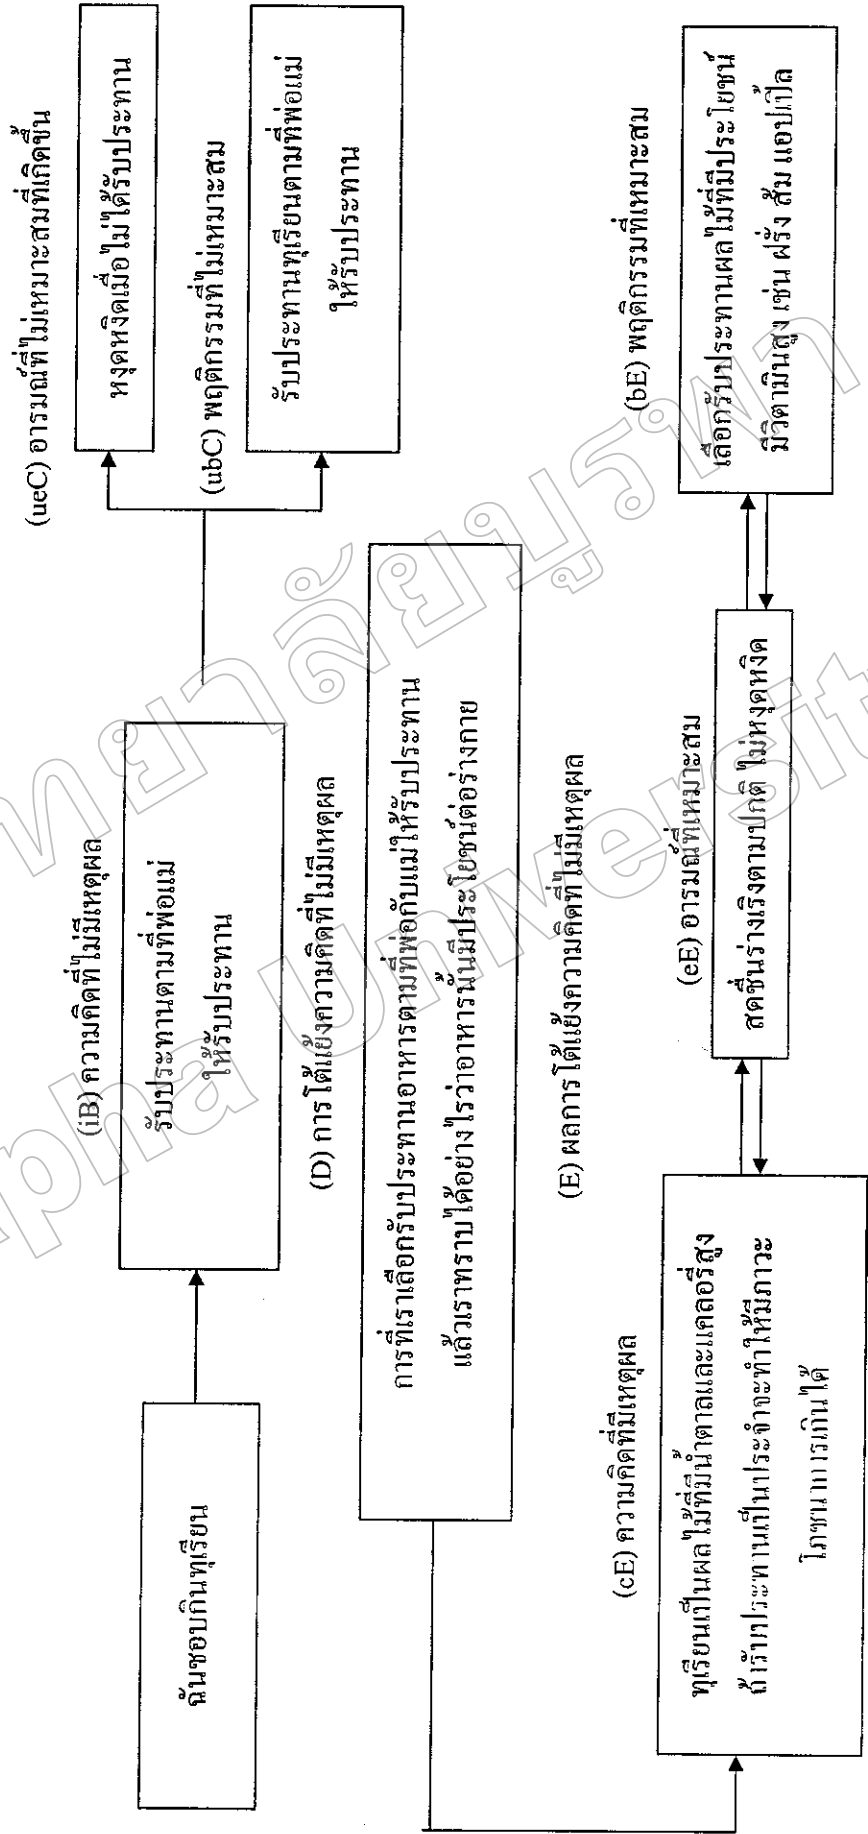 (ueC) อารมณ์ที่ไม่เหมาะสมที่เกิดขึ้น
(iB) ความคิดที่ไม่มีเหตุผล
หงุดหงิดเมื่อไม่ได้รับประทาน
ฉันชอบกินทุเรียน
รับประทานตามที่พ่อแม่
ให้รับประทาน
(ubC) พฤติกรรมที่ไม่เหมาะสม
รับประทานทุเรียนตามที่พ่อแม่
ให้รับประทาน
(D) การโต้แย้งความคิดที่ไม่มีเหตุผล
การที่เราเลือกรับประทานอาหารตามที่พ่อกับแม่ให้รับประทาน
แล้วเราทราบได้อย่างไรว่าอาหารนั้นมีประโยชน์ต่อร่างกาย
(E) ผลการโต้แย้งความคิดที่ไม่มีเหตุผล
(cE) ความคิดที่มีเหตุผล
(eE) อารมณ์ที่เหมาะสม
(bE) พฤติกรรมที่เหมาะสม
ทุเรียนเป็นผลไม้ที่มีน้ำตาลและแคลอรี่สูง
ถ้าเรารับประทานเป็นประจำจะทำให้มีภาวะ
โภชนาการเกินได้
สดชื่นร่างเริงตามปกติ ไม่หงุดหงิด
เลือกรับประทานผลไม้ที่มีประโยชน์
มีวิตามินสูง เช่น ฝรั่ง ส้ม แอปเปิล
ทยาลัยบูรพา
apha Universit